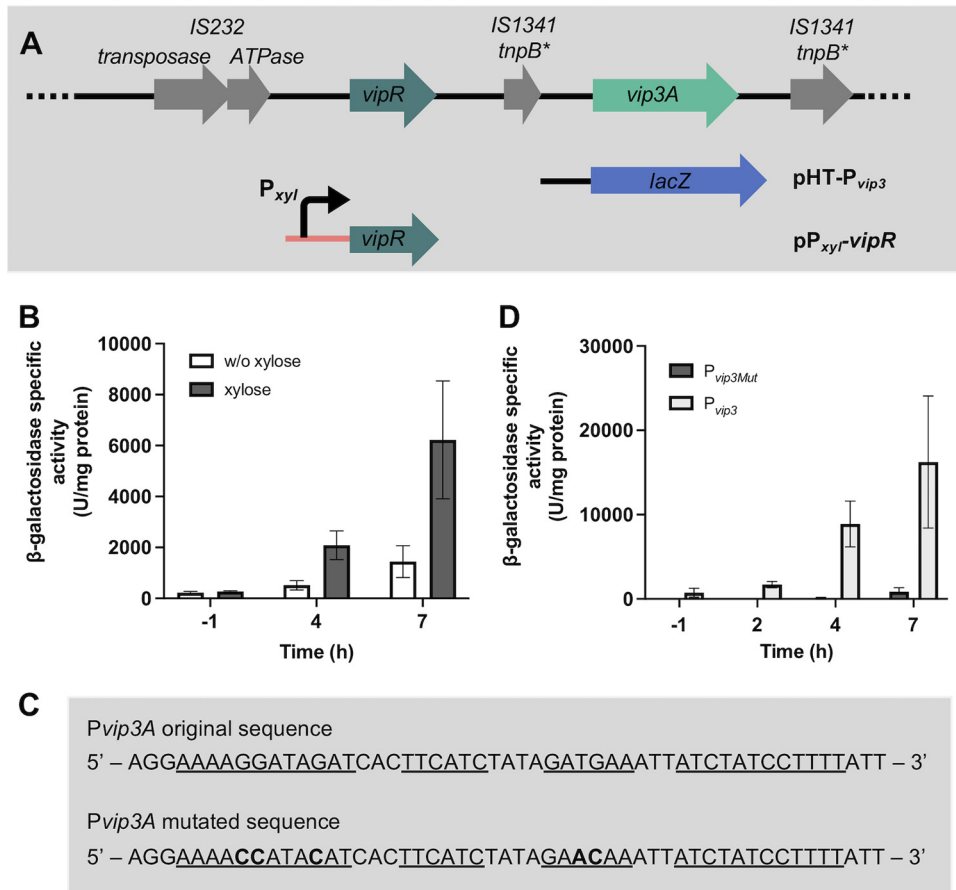 A
IS232
transposase ATPase
IS1341
tnpB*
IS1341
tnpB*
vipR
vip3A
lacZ
pHT-Pvip3
Pxyl
vipR
pPxyl-vipR
B
β-galactosidase specific
activity
(U/mg protein)
10000
8000
6000
4000
2000
0
w/o xylose
xylose
-1 4 7
Time (h)
D
β-galactosidase specific
activity
(U/mg protein)
30000
20000
10000
0
Pvip3Mut
Pvip3
-1 2 4 7
Time (h)
C
Pvip3A original sequence
5’ – AGGAAAAGGATAGATCACTTCATCTATAGATGAAATTATCTATCCTTTTATT – 3’
Pvip3A mutated sequence
5’ – AGGAAAACCATACATCACTTCATCTATAGAACAAATTATCTATCCTTTTATT – 3’